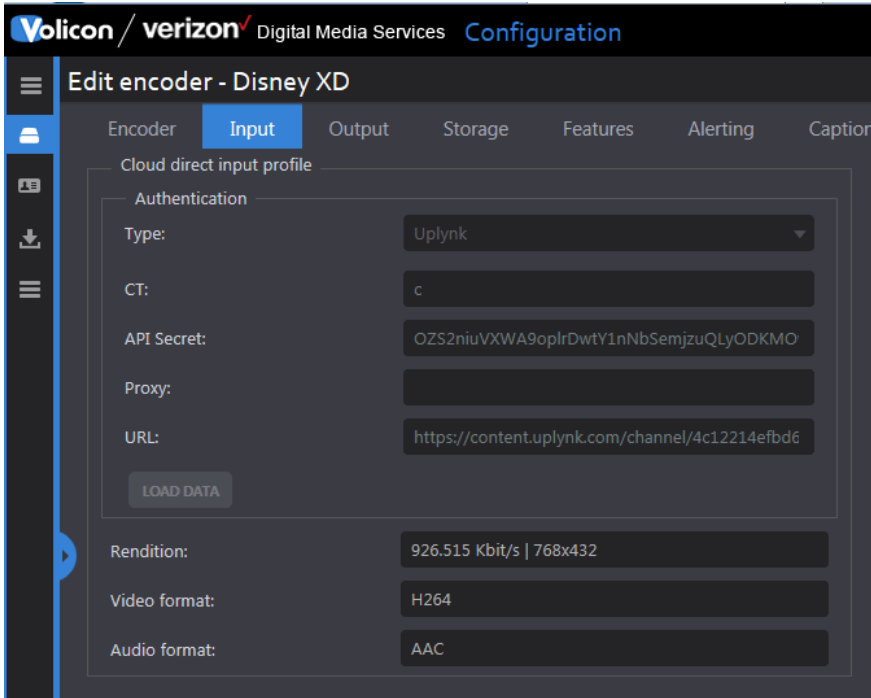 Volicon / verizon✓ Digital Media Services Configuration
Edit encoder - Disney XD
Encoder Input Output Storage Features Alerting Caption
Cloud direct input profile
Authentication
Type: Uplynk
CT: c
API Secret: OZS2niuVXWA9oplrDwtY1nNbSemjzuQLyODKMO
Proxy:
URL: https://content.uplynk.com/channel/4c12214efbd6
LOAD DATA
Rendition: 926.515 Kbit/s | 768x432
Video format: H264
Audio format: AAC